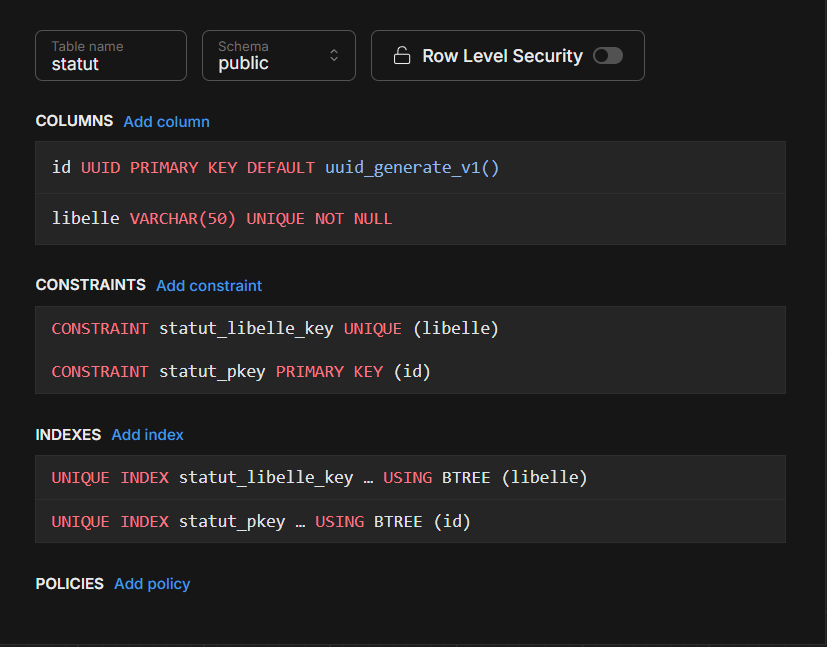 Table name
statut
Schema
public
Row Level Security
COLUMNS Add column
id UUID PRIMARY KEY DEFAULT uuid_generate_v1()
libelle VARCHAR(50) UNIQUE NOT NULL
CONSTRAINTS Add constraint
CONSTRAINT statut_libelle_key UNIQUE (libelle)
CONSTRAINT statut_pkey PRIMARY KEY (id)
INDEXES Add index
UNIQUE INDEX statut_libelle_key … USING BTREE (libelle)
UNIQUE INDEX statut_pkey … USING BTREE (id)
POLICIES Add policy